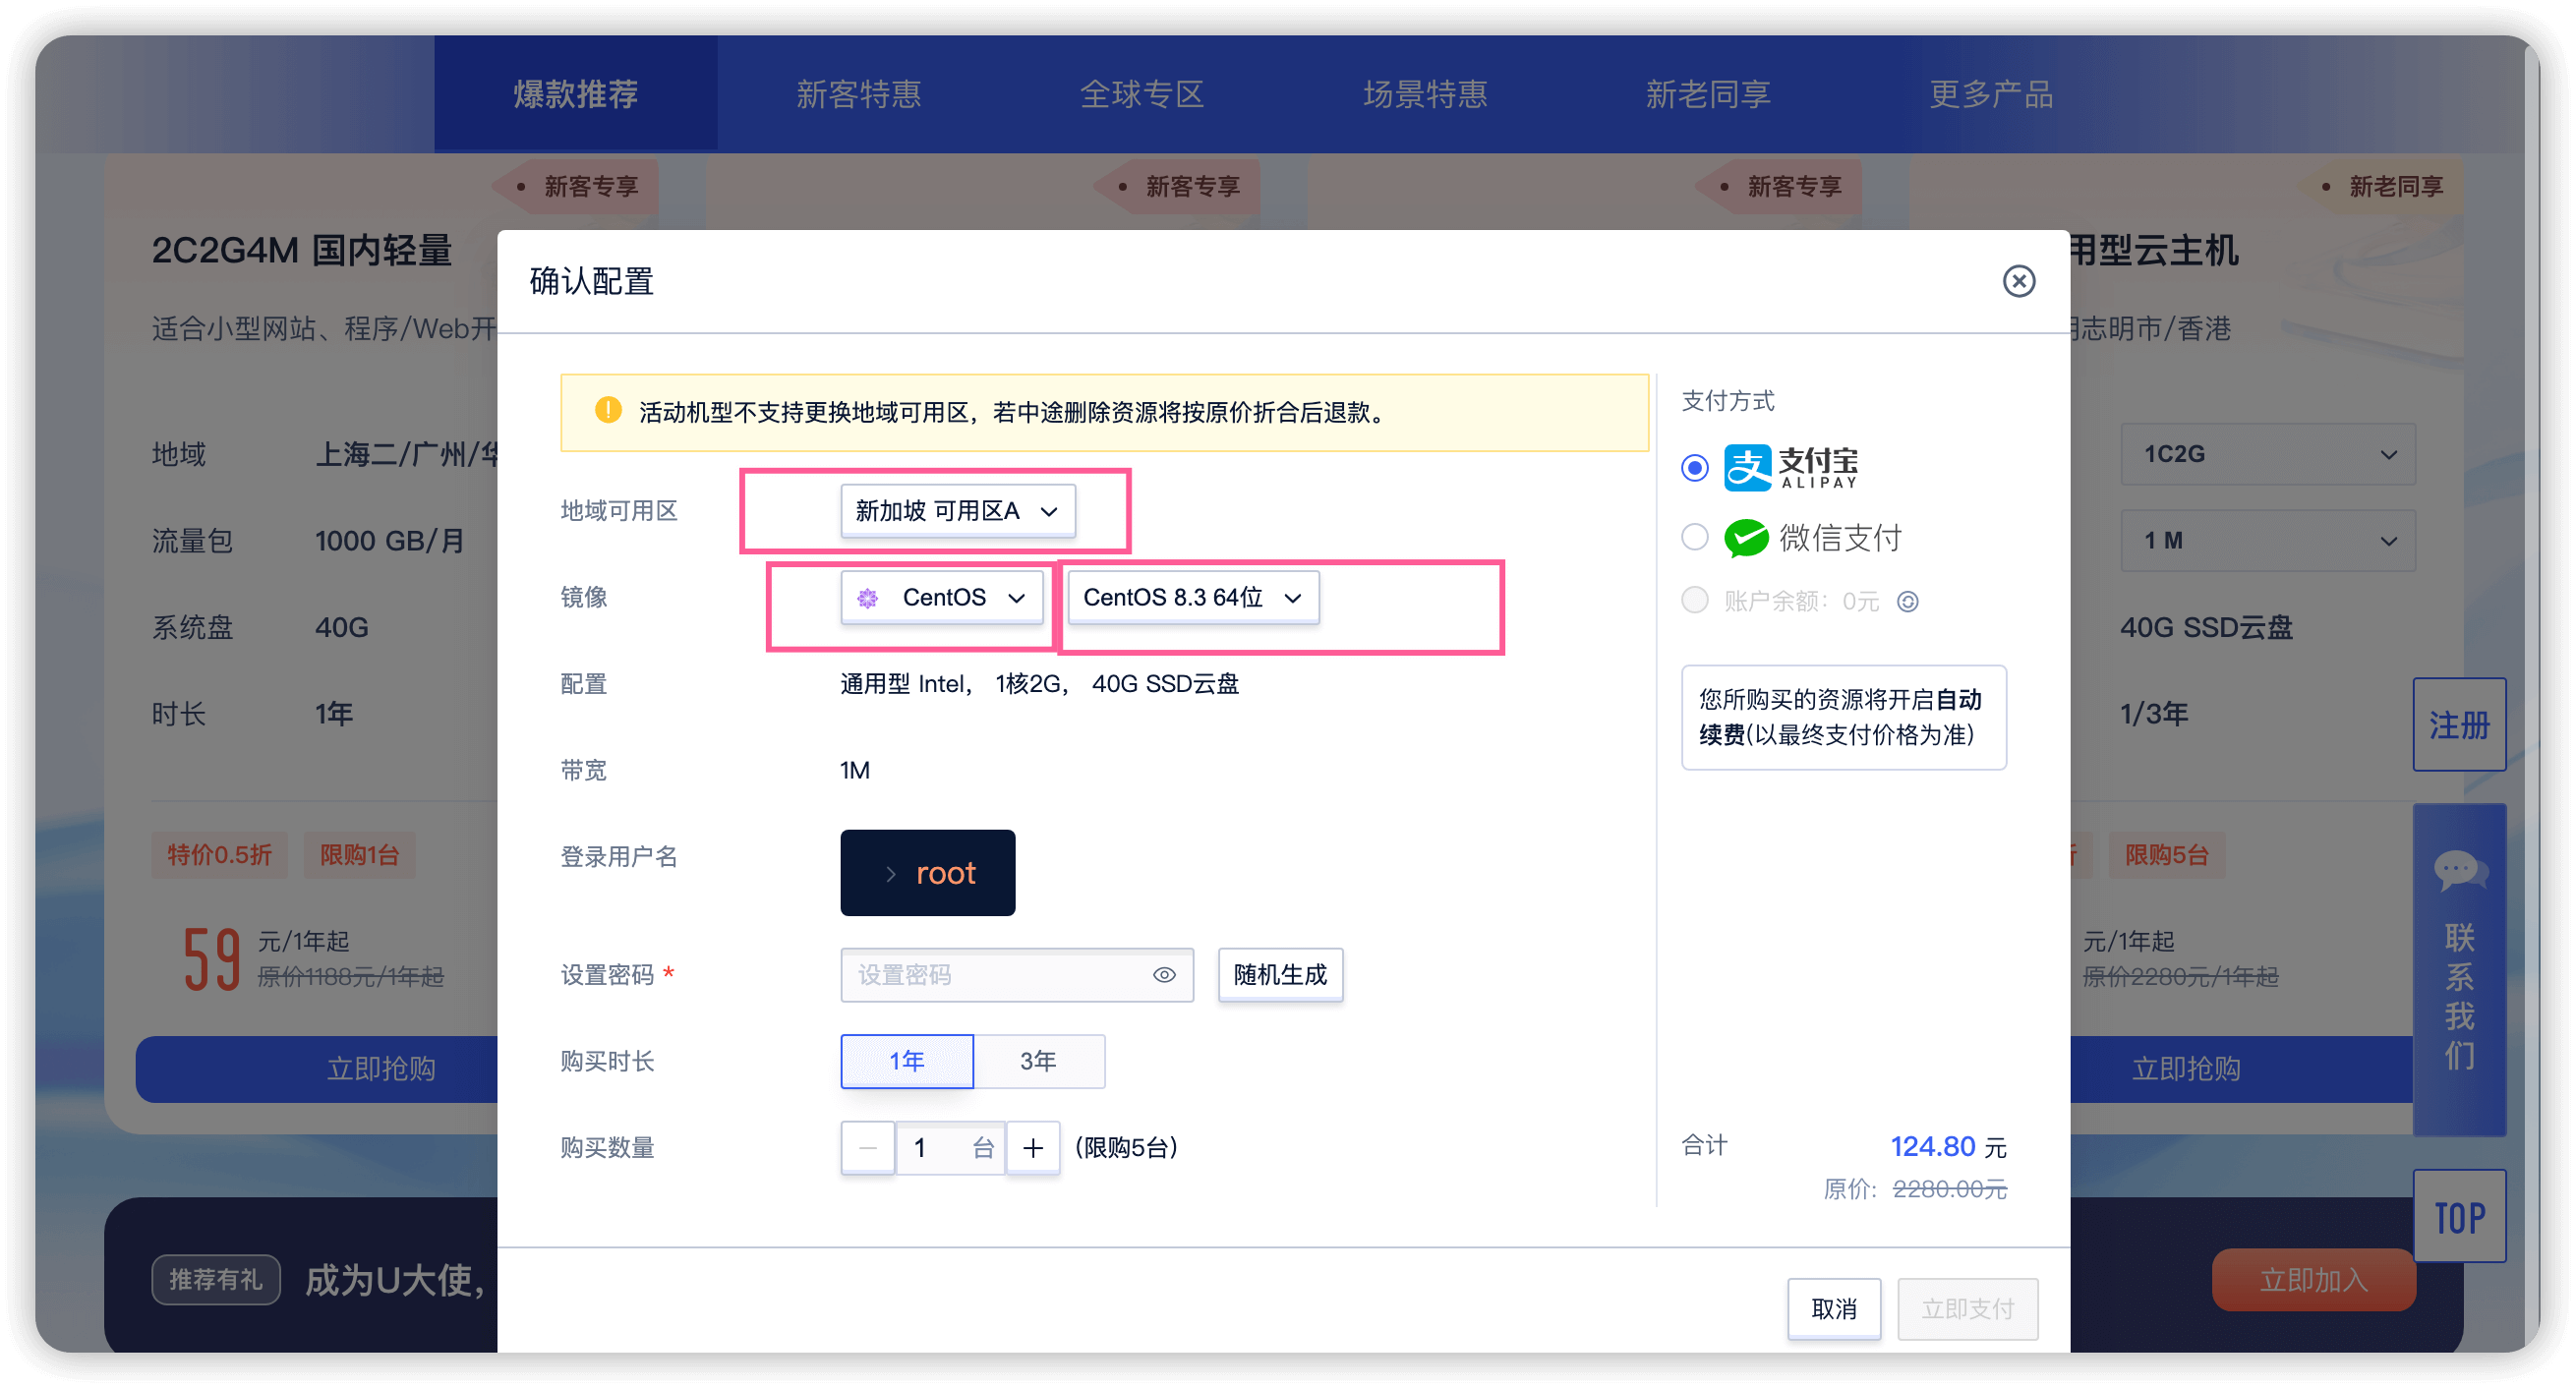 爆款推荐 新客特惠 全球专区 场景特惠 新老同享 更多产品
新客专享 新客专享 新客专享 新老同享
2C2G4M 国内轻量
用型云主机
适合小型网站、程序/Web开
志明市/香港
地域 上海二/广州/华
流量包 1000 GB/月
系统盘 40G
时长 1年
特价0.5折 限购1台
59 元/1年起
原价1188元/1年起
立即抢购
确认配置
活动机型不支持更换地域可用区，若中途删除资源将按原价折合后退款。
地域可用区 新加坡 可用区A
镜像 CentOS CentOS 8.3 64位
配置 通用型 Intel， 1核2G， 40G SSD云盘
带宽 1M
登录用户名 > root
设置密码 * 设置密码 随机生成
购买时长 1年 3年
购买数量 － 1 台 + (限购5台)
支付方式
支付宝
ALIPAY
微信支付
账户余额：0元
您所购买的资源将开启自动
续费(以最终支付价格为准)
合计 124.80 元
原价: 2280.00元
取消 立即支付
1C2G
1 M
40G SSD云盘
1/3年
折 限购5台
元/1年起
原价2280元/1年起
立即抢购
注册
联系我们
TOP
推荐有礼 成为U大使，
立即加入